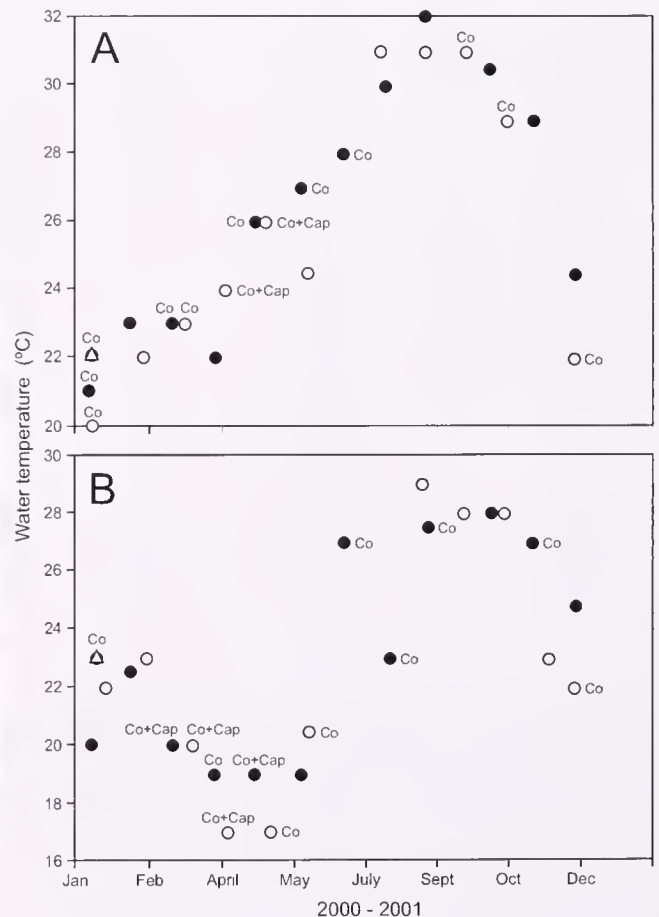 32
A
Co
30
Co
28
Co
Co
26
Co
Co+Cap
24
Co+Cap
Co Co
Co
22
Co
Co
Co
20
Water temperature (ºC)
30
B
28
Co
Co
Co
26
24
Co
Co
22
Co
Co+Cap
Co+Cap
Co
20
Co
Co+Cap
18
Co+Cap
Co
16
Jan
Feb
April
May
July
Sept
Oct
Dec
2000 - 2001